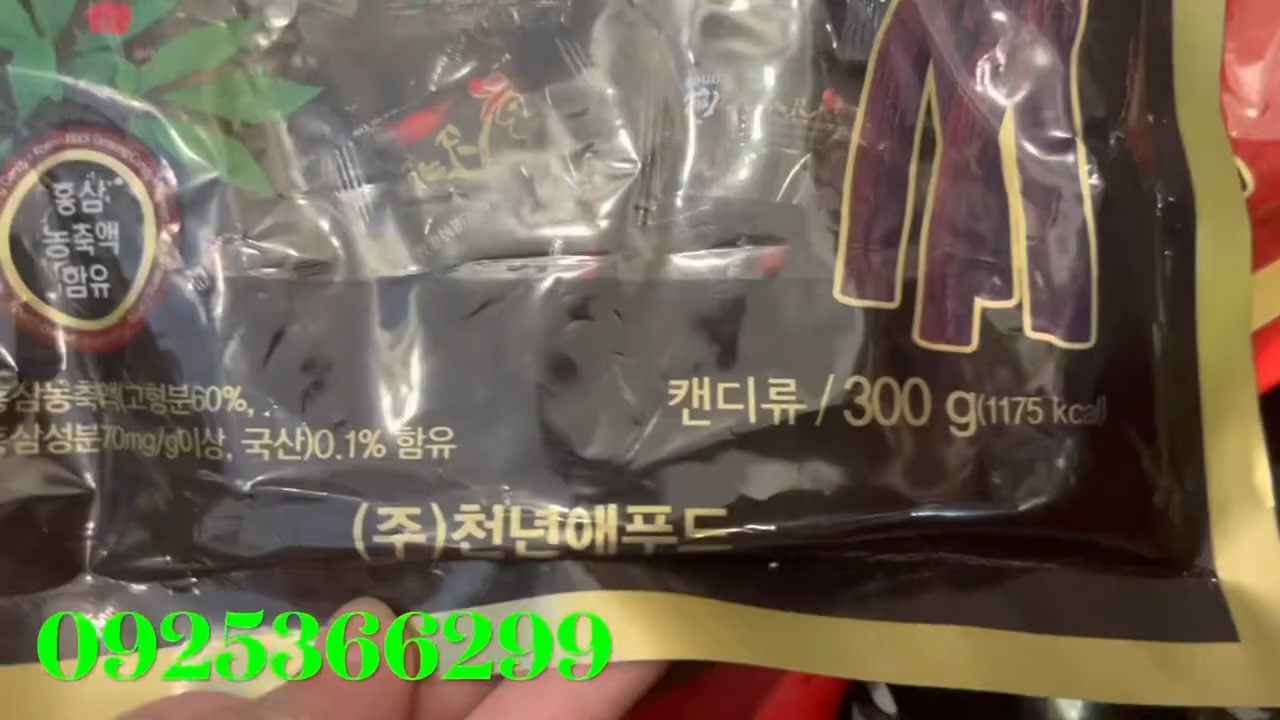 홍삼
농축액
함유
홍삼농축액(고형분60%,
홍삼성분70mg/g이상, 국산)0.1% 함유
캔디류 / 300 g(1175 kcal)
(주)천년애푸드
0925366299